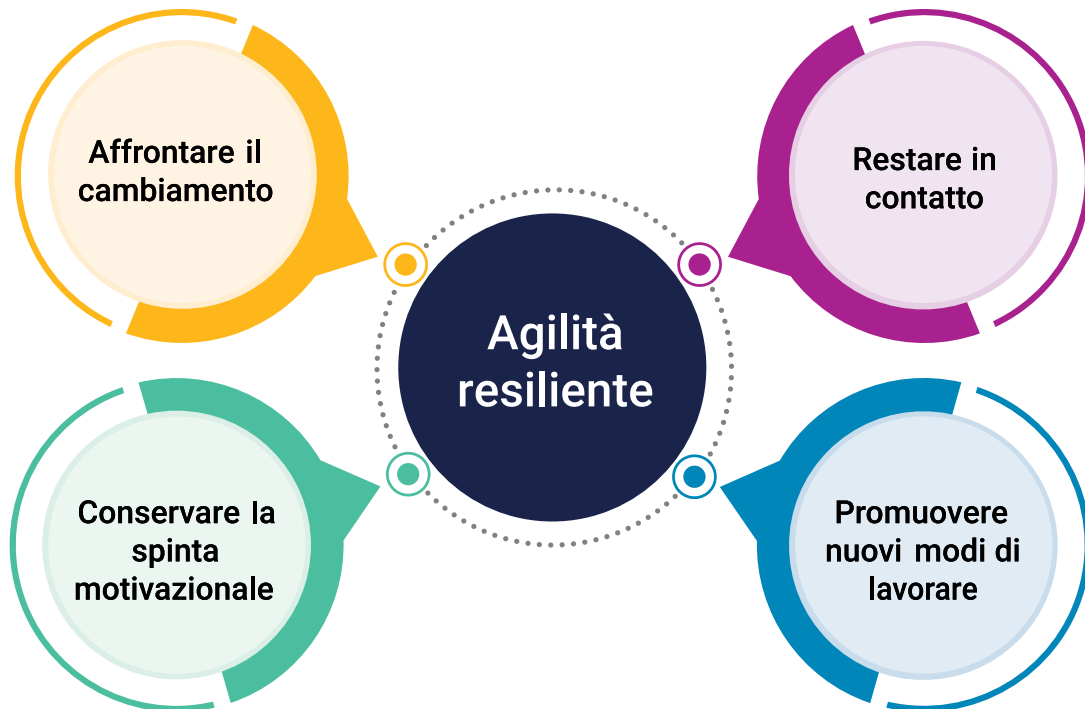 Affrontare il
cambiamento
Restare in
contatto
Agilità
resiliente
Conservare la
spinta
motivazionale
Promuovere
nuovi modi di
lavorare